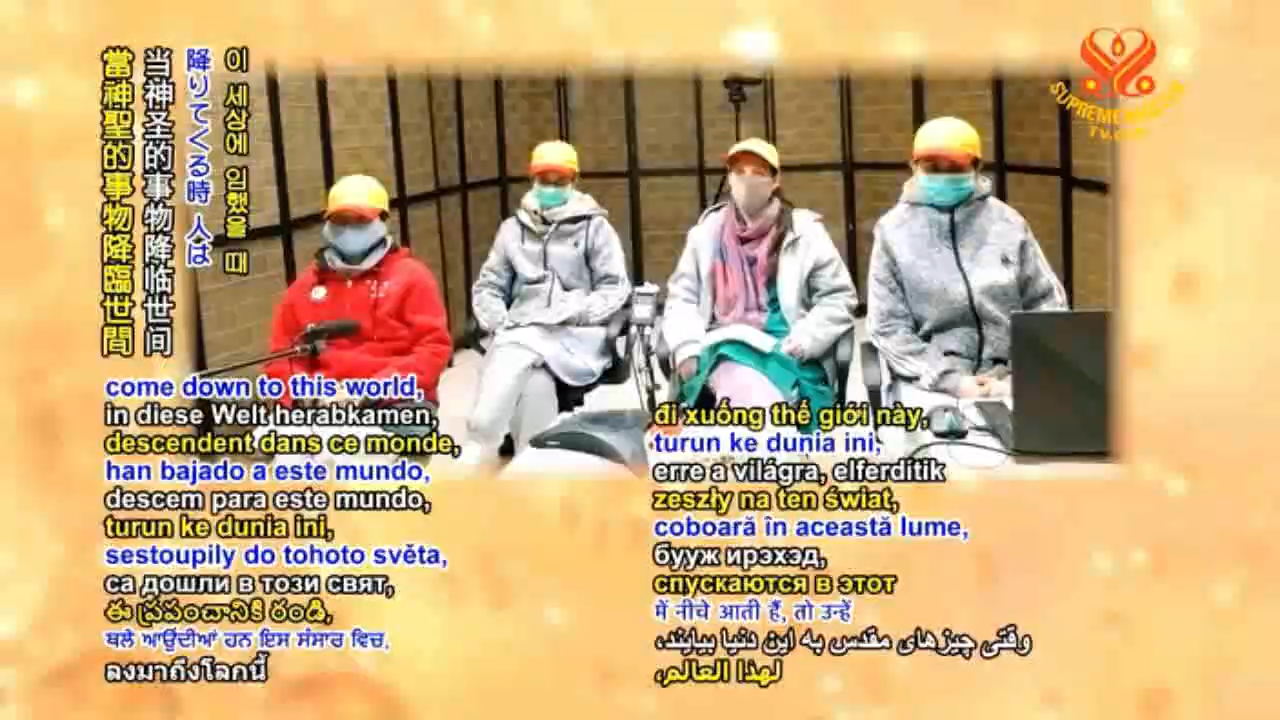 當神聖的事物降臨世間
当神圣的事物降临世间
降りてくる時 人は
이 세상에 임했을 때
SUPREME
TV.
come down to this world,
in diese Welt herabkamen,
descendent dans ce monde,
han bajado a este mundo,
descem para este mundo,
turun ke dunia ini,
sestoupily do tohoto světa,
са дошли в този свят,
ఈ ప్రపంచానికి రండి,
ਥਲੇ ਆਉਂਦੀਆਂ ਹਨ ਇਸ ਸੰਸਾਰ ਵਿਚ,
ลงมาถึงโลกนี้
đi xuống thế giới này,
turun ke dunia ini,
erre a világra, elferdítik
zeszły na ten świat,
coboară în această lume,
бууж ирэхэд,
спускаются в этот
में नीचे आती हैं, तो उन्हें
وقتی چیزهای مقدس به این دنیا بیایند،
لهذا العالم،